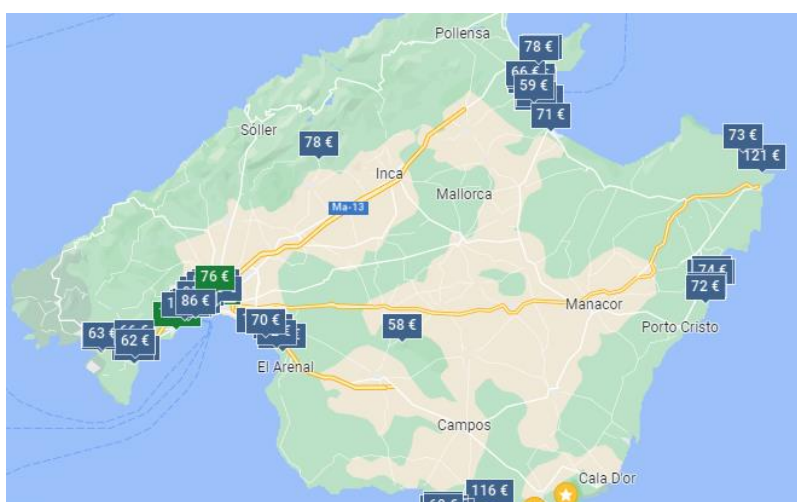 Pollensa
78 €
66 €
59 €
71 €
Sóller
78 €
73 €
121 €
Inca
Mallorca
Ma-13
76 €
86 €
74 €
72 €
Manacor
63 €
62 €
70 €
58 €
Porto Cristo
El Arenal
Campos
Cala D'or
116 €